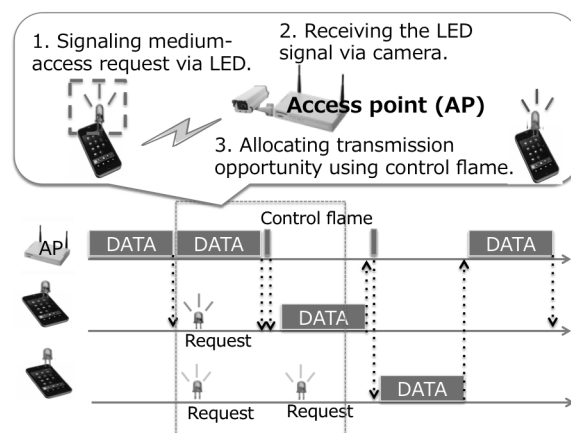 1. Signaling medium-
access request via LED.
2. Receiving the LED
signal via camera.
Access point (AP)
3. Allocating transmission
opportunity using control flame.
Control flame
AP
DATA
DATA
DATA
DATA
Request
DATA
Request
Request